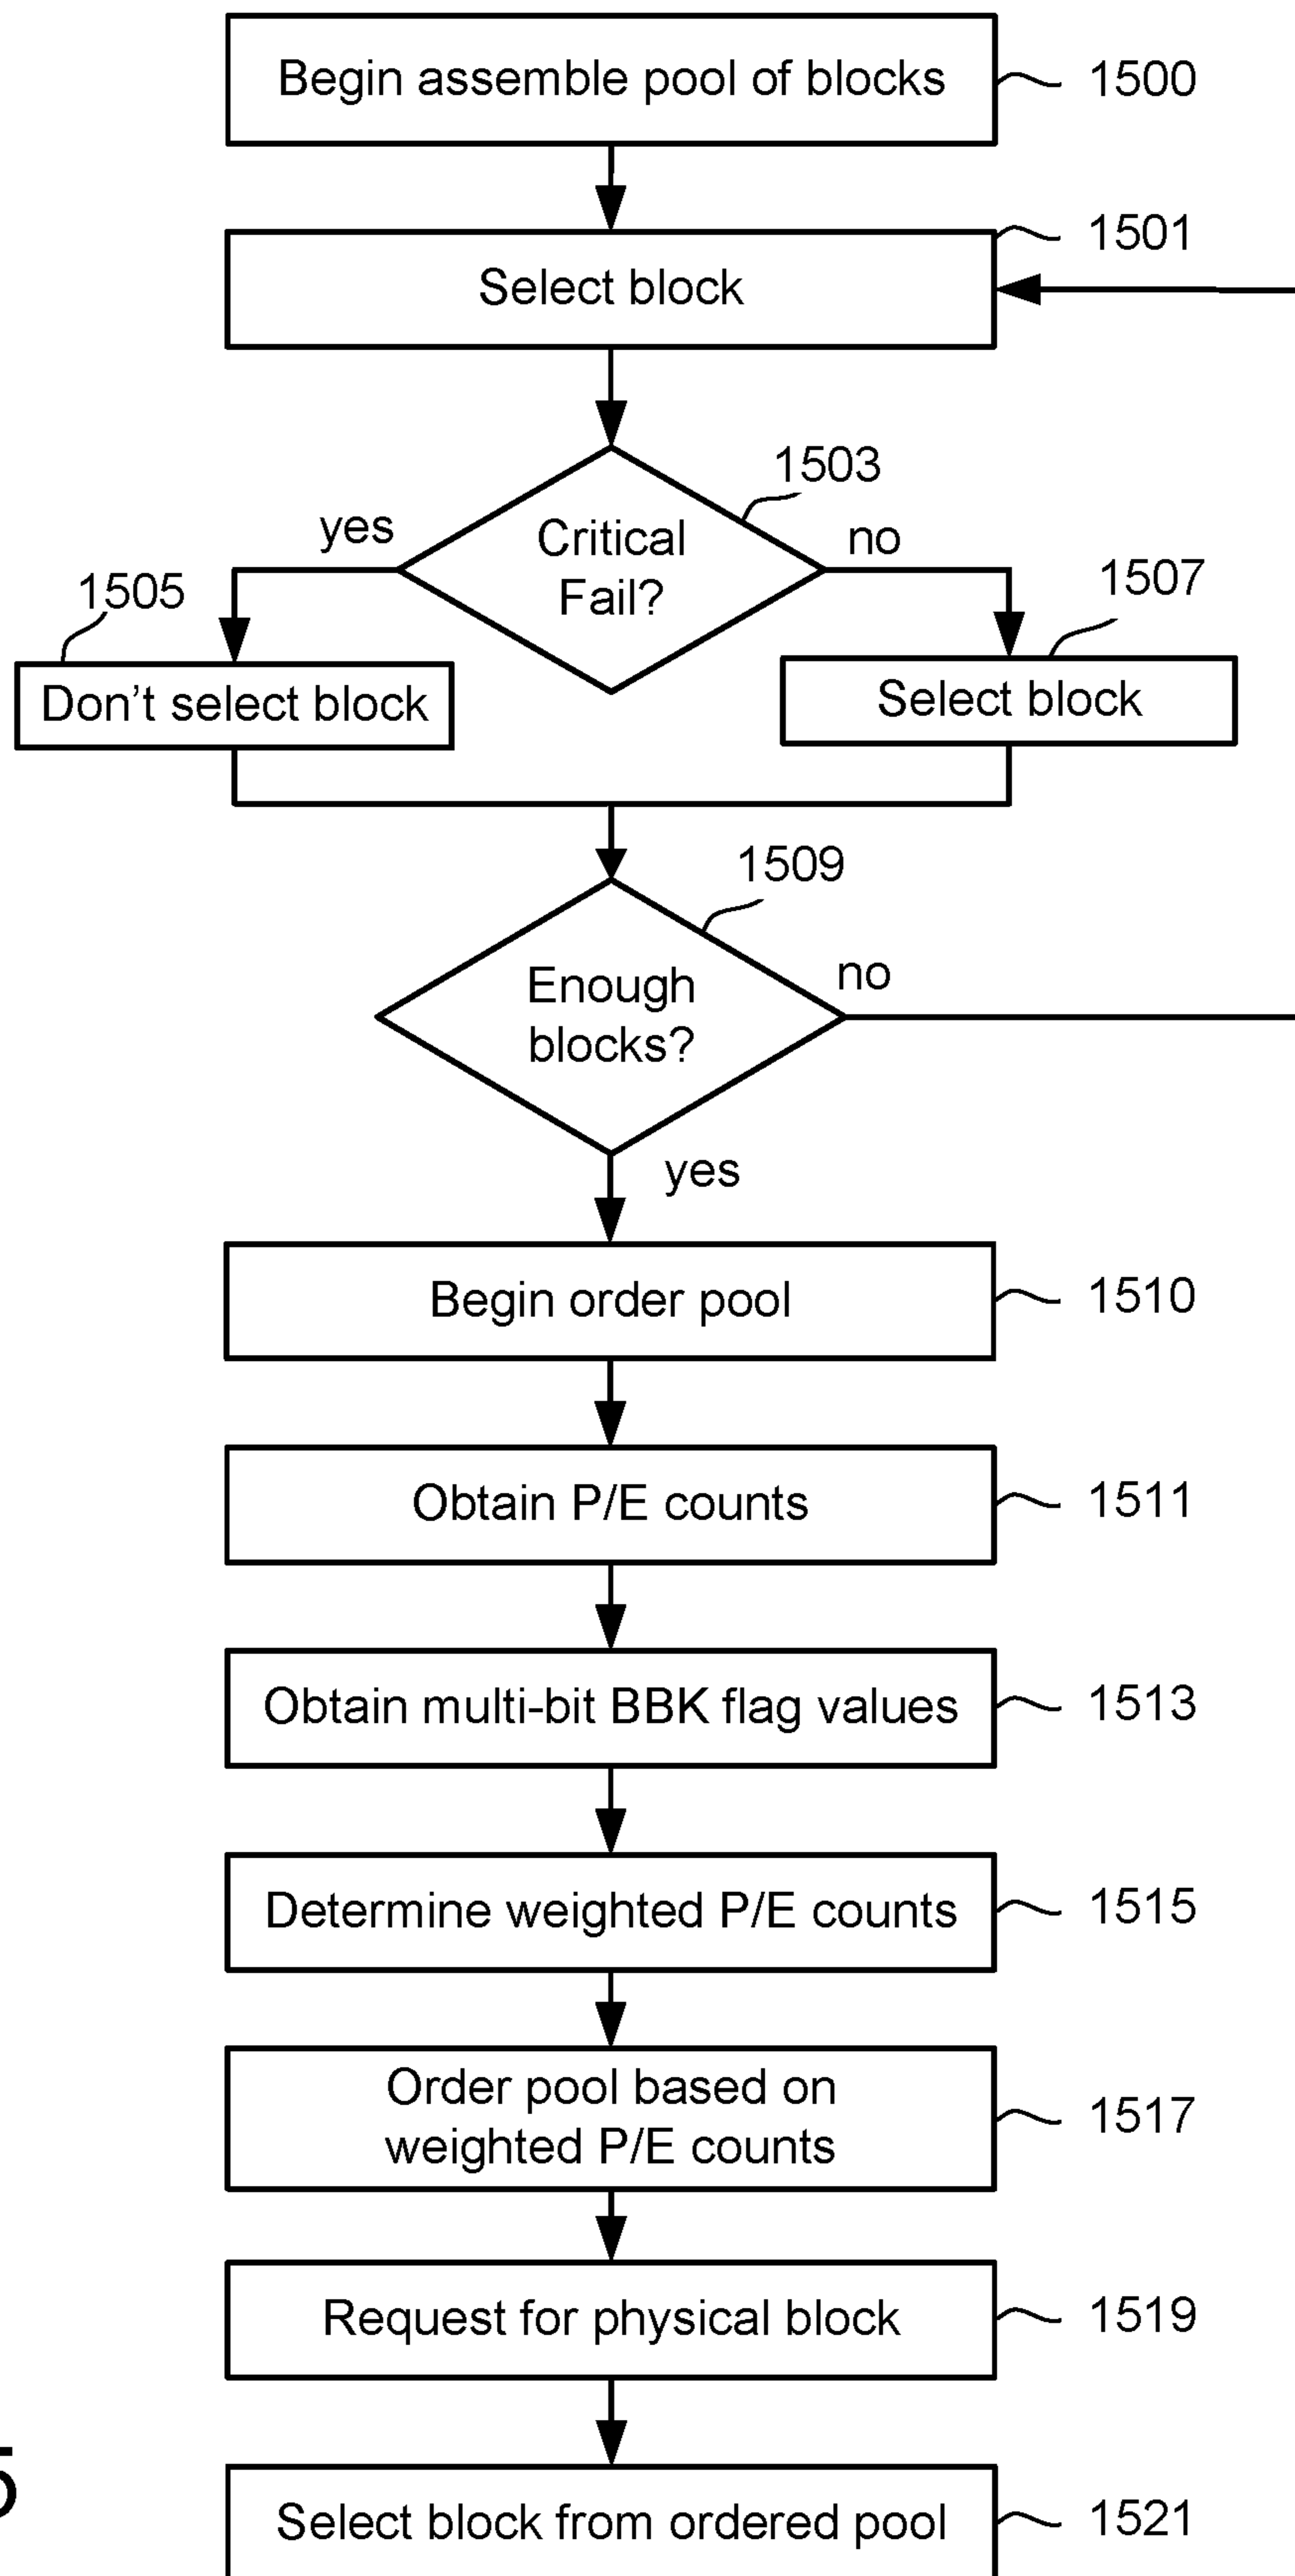 Begin assemble pool of blocks
1500
1501
Select block
1503
yes
Critical
no
Fail?
1505
1507
Don't select block
Select block
1509
Enough
no
blocks?
yes
Begin order pool
1510
Obtain P/E counts
1511
Obtain multi-bit BBK flag values
1513
Determine weighted P/E counts
1515
Order pool based on
weighted P/E counts
1517
Request for physical block
1519
Select block from ordered pool
1521